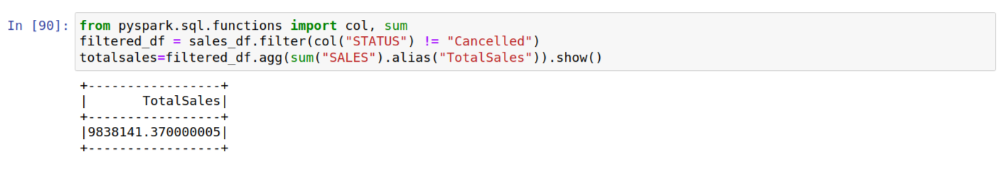 In [90]: from pyspark.sql.functions import col, sum
filtered_df = sales_df.filter(col("STATUS") != "Cancelled")
totalsales=filtered_df.agg(sum("SALES").alias("TotalSales")).show()
+-----------------+
|       TotalSales|
+-----------------+
|9838141.370000005|
+-----------------+